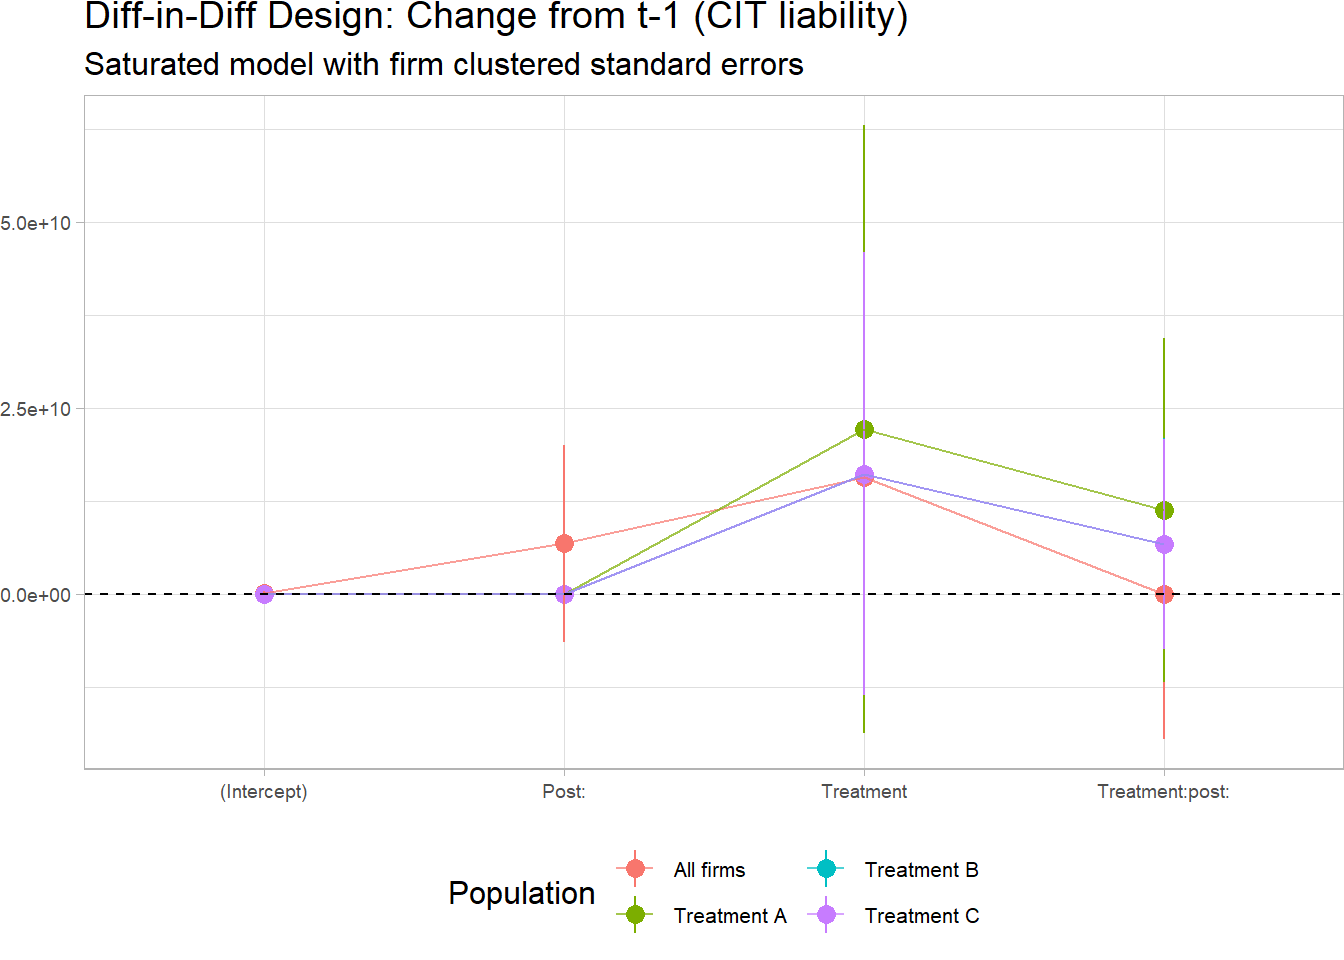 Diff-in-Diff Design: Change from t-1 (CIT liability)
Saturated model with firm clustered standard errors
5.0e+10
2.5e+10
0.0e+00
(Intercept)
Post:
Treatment
Treatment:post:
Population
All firms
Treatment B
Treatment A
Treatment C